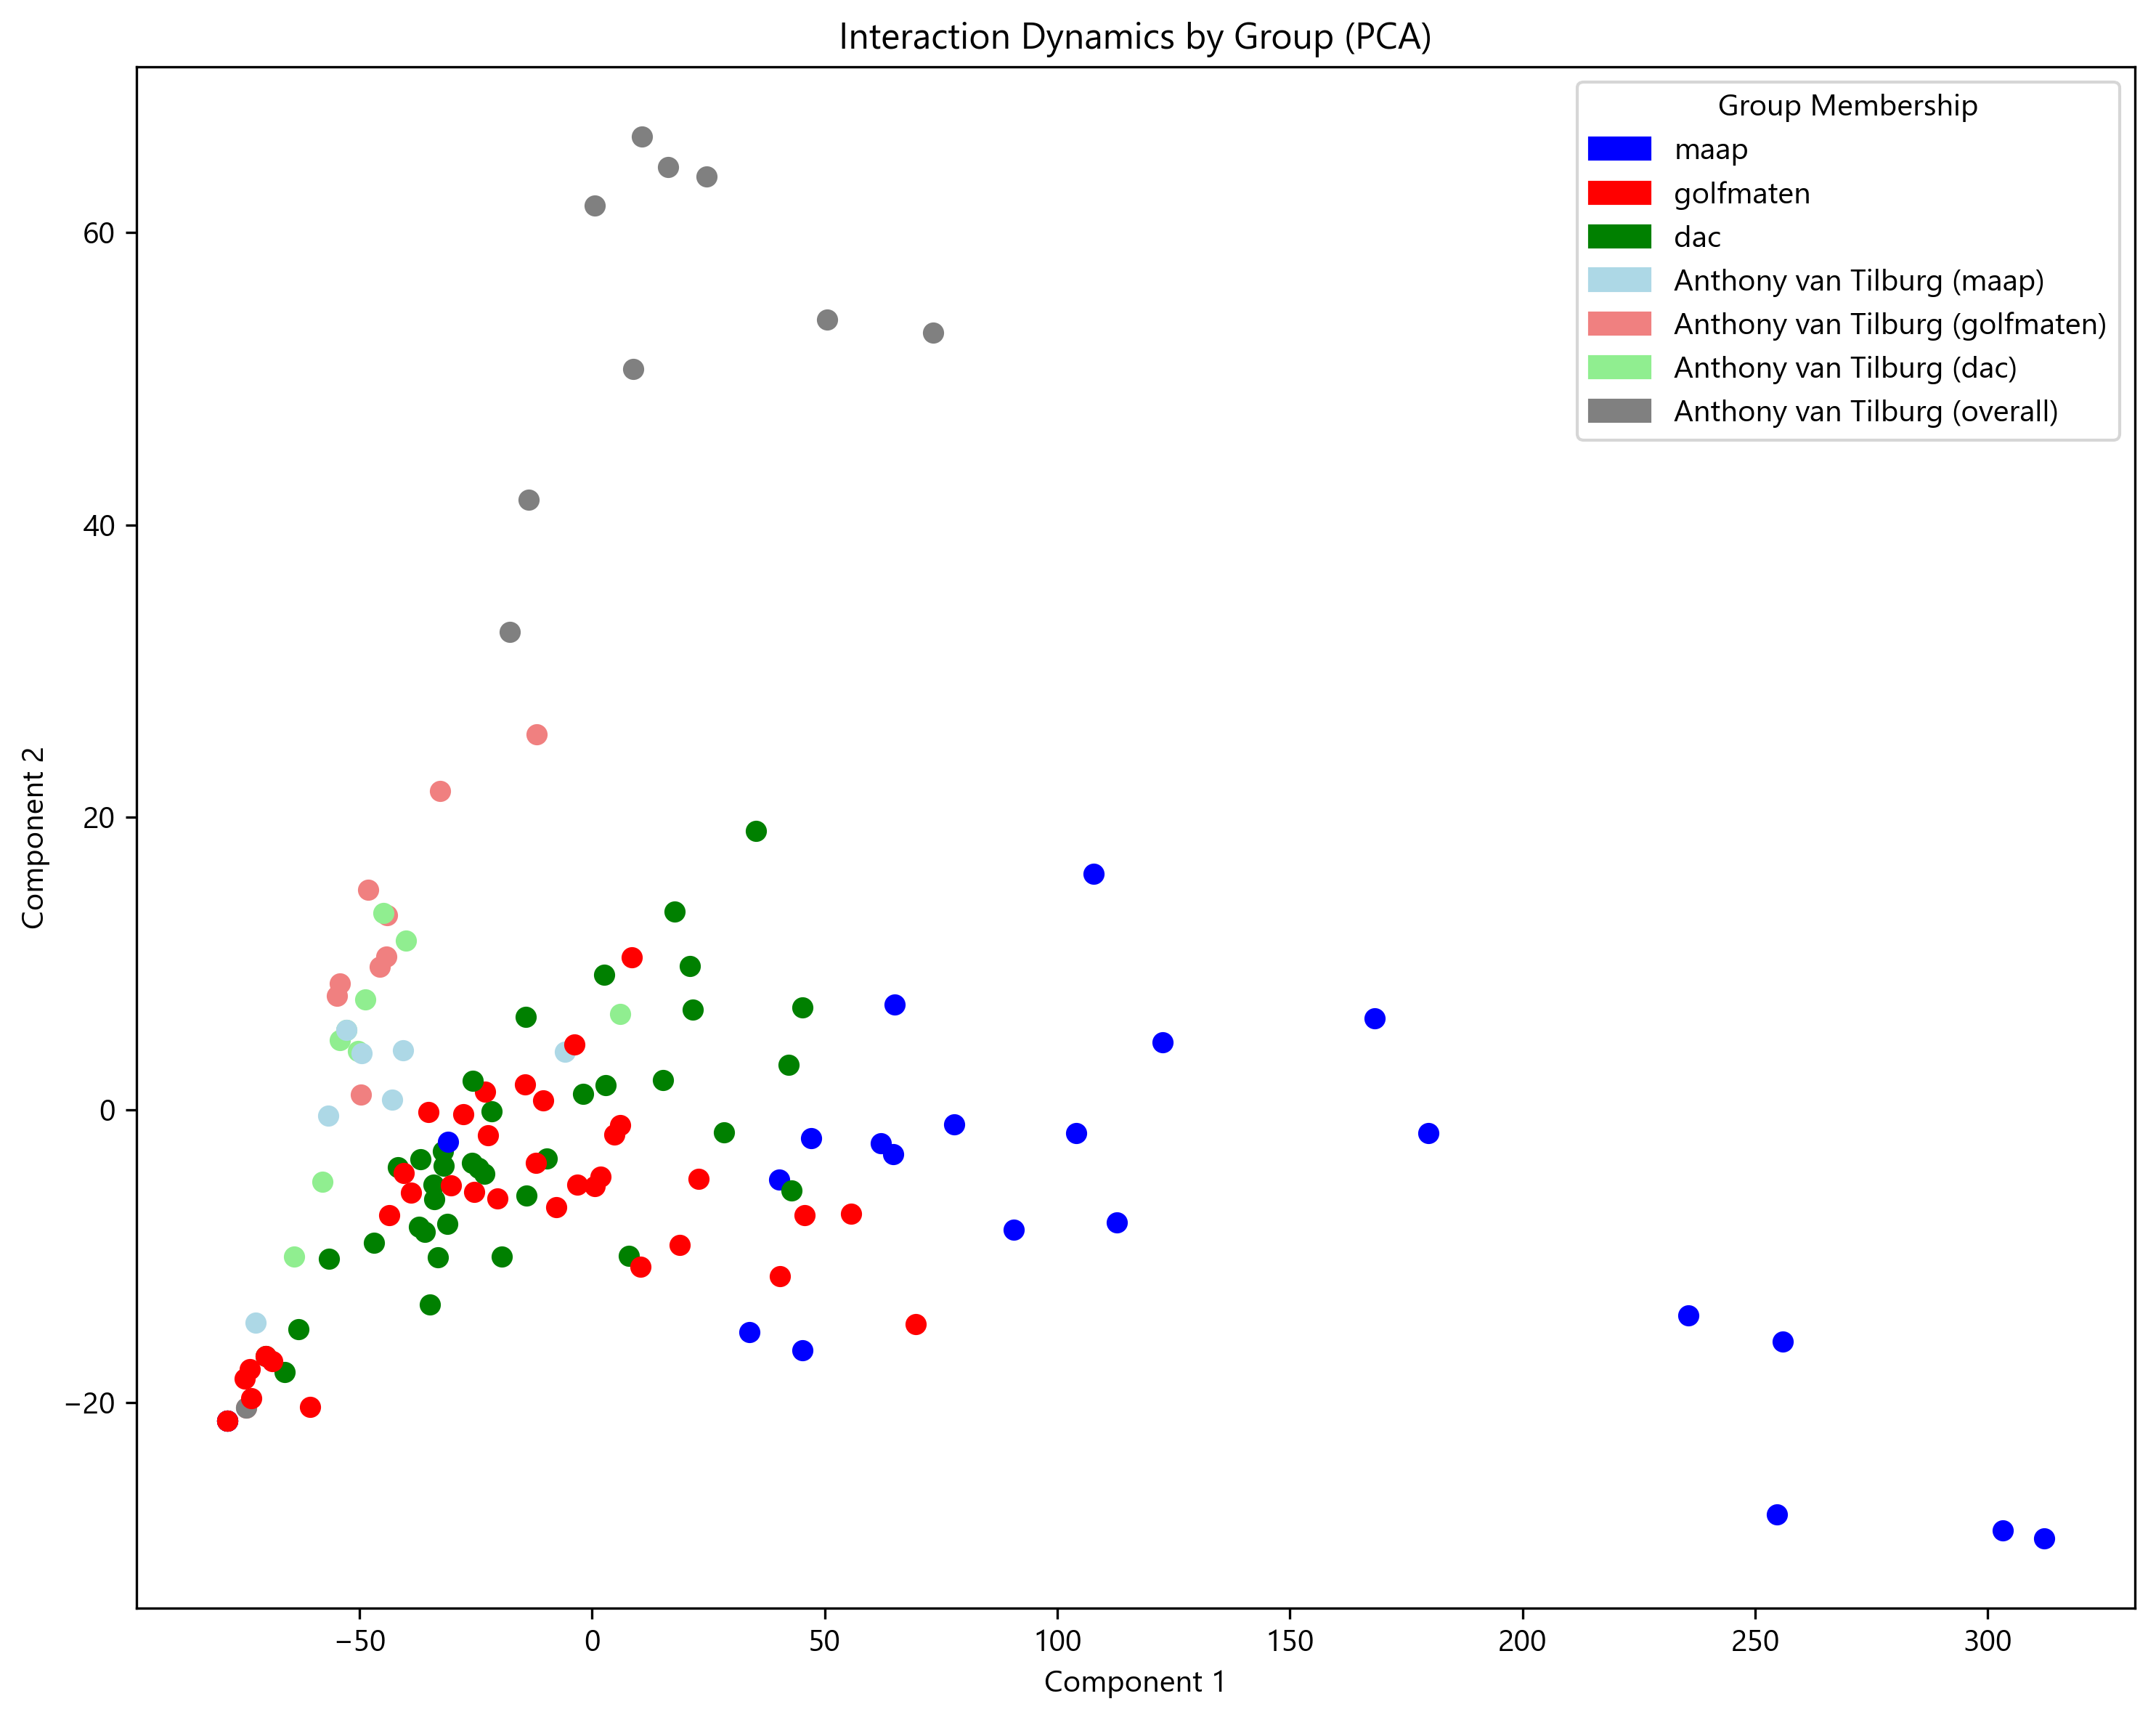 Interaction Dynamics by Group (PCA)
Group Membership
maap
golfmaten
dac
Anthony van Tilburg (maap)
Anthony van Tilburg (golfmaten)
Anthony van Tilburg (dac)
Anthony van Tilburg (overall)
60
40
20
0
−20
Component 2
−50 0 50 100 150 200 250 300
Component 1